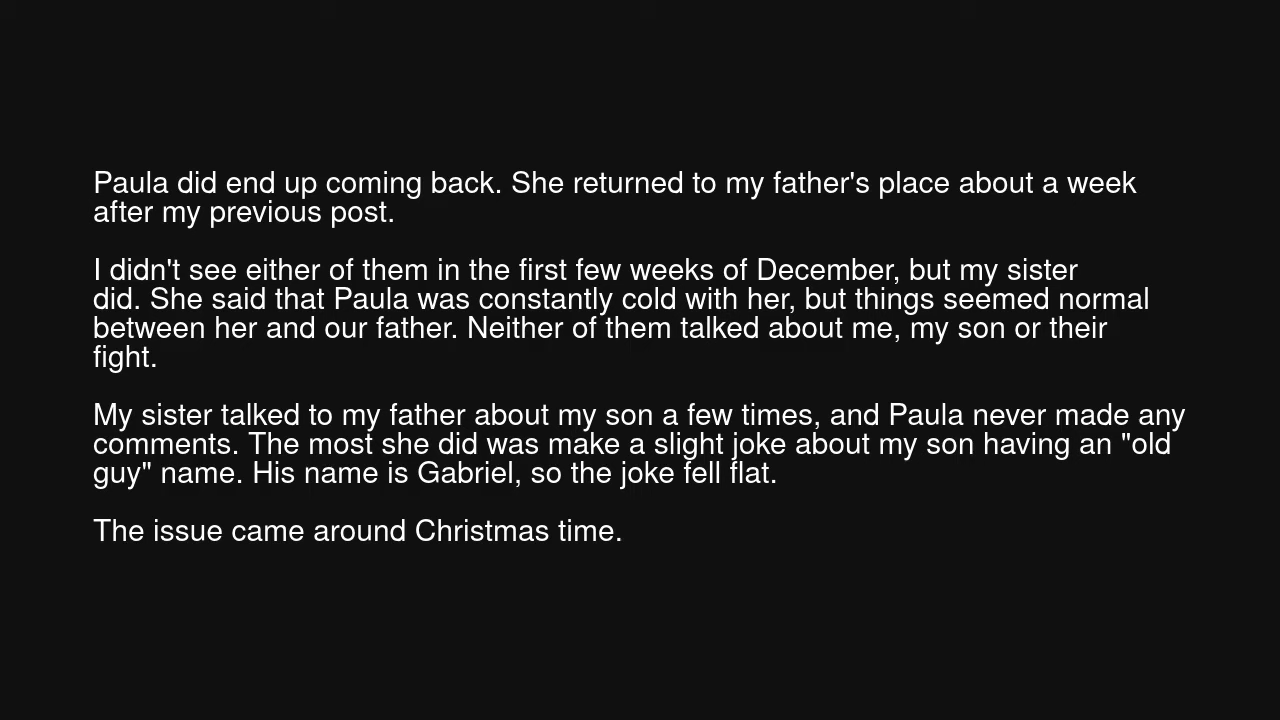 Paula did end up coming back. She returned to my father's place about a week
after my previous post.
I didn't see either of them in the first few weeks of December, but my sister
did. She said that Paula was constantly cold with her, but things seemed normal
between her and our father. Neither of them talked about me, my son or their
fight.
My sister talked to my father about my son a few times, and Paula never made any
comments. The most she did was make a slight joke about my son having an "old
guy" name. His name is Gabriel, so the joke fell flat.
The issue came around Christmas time.